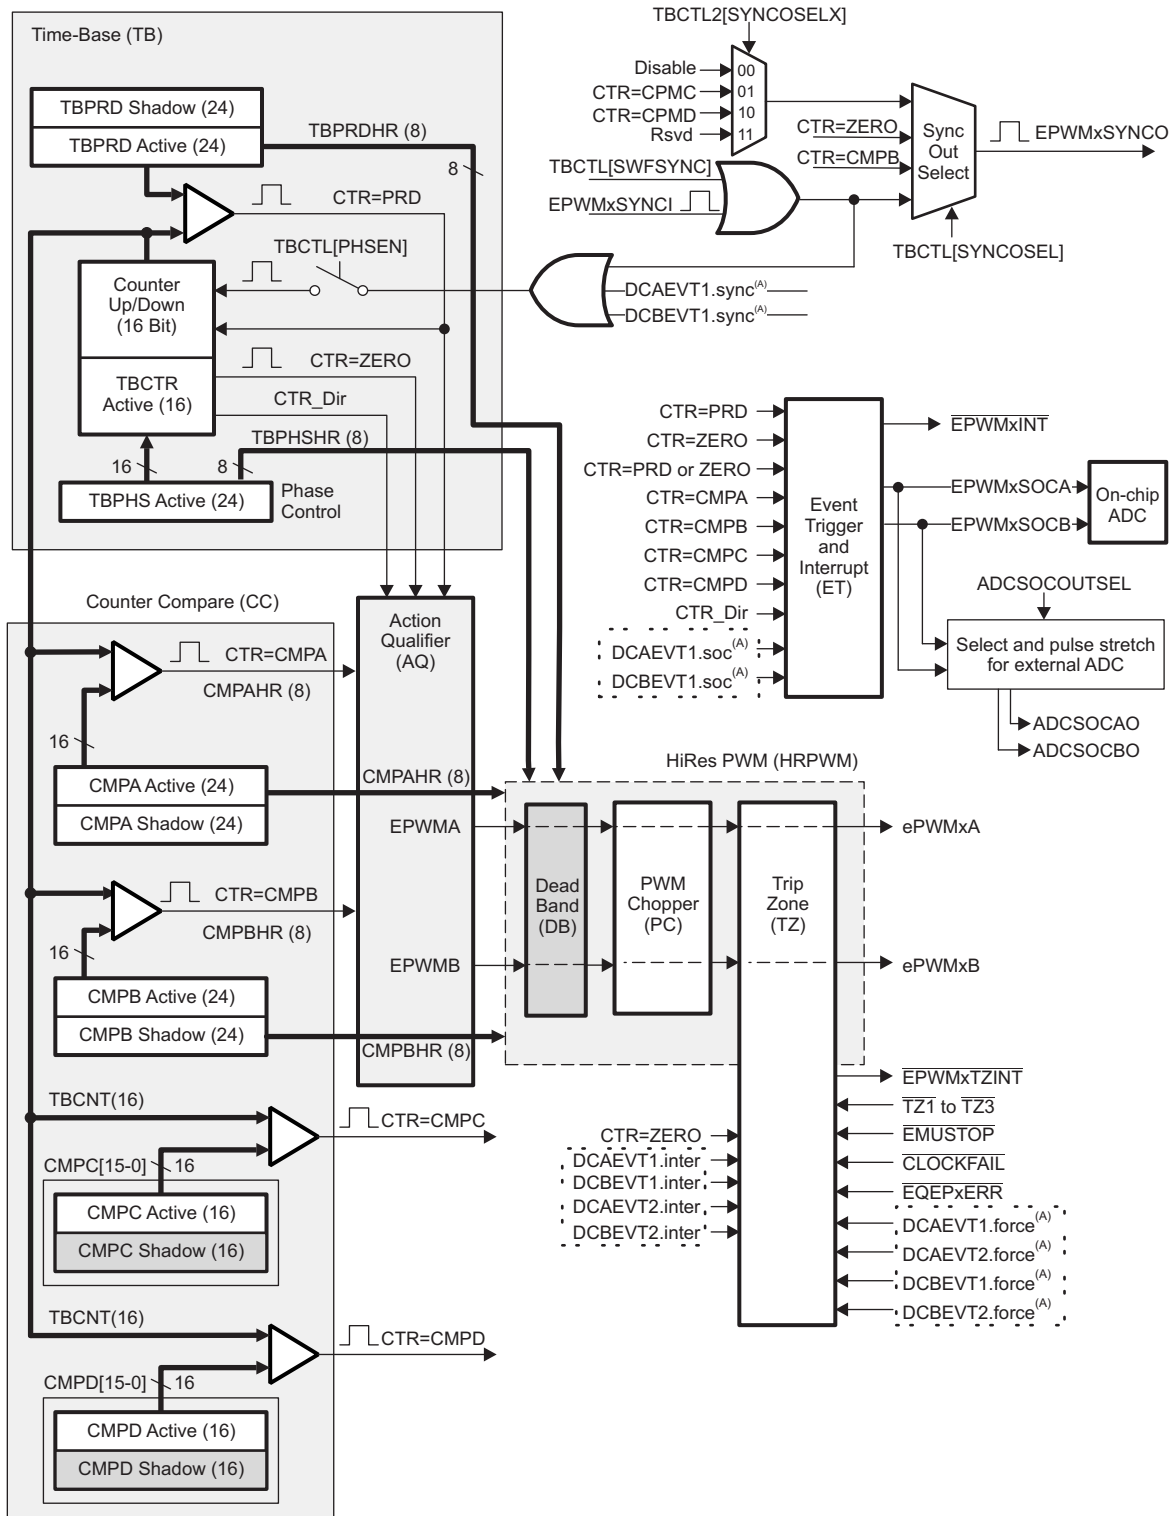 TBCTL2[SYNCOSELX]
Time-Base (TB)
Disable
00
CTR=CPMC
01
CTR=CPMD
10
Rsvd
11
TBPRD Shadow (24)
TBPRD Active (24)
TBPRDHR (8)
8
CTR=ZERO
CTR=CMPB
Sync
Out
Select
EPWMxSYNCO
TBCTL[SWFSYNC]
EPWMxSYNCI
TBCTL[SYNCOSEL]
CTR=PRD
TBCTL[PHSEN]
Counter
Up/Down
(16 Bit)
DCAEVT1.sync(A)
DCBEVT1.sync(A)
CTR=ZERO
TBCTR
Active (16)
CTR_Dir
TBPHSHR (8)
16
8
TBPHS Active (24)
Phase
Control
CTR=PRD
CTR=ZERO
CTR=PRD or ZERO
CTR=CMPA
CTR=CMPB
CTR=CMPC
CTR=CMPD
CTR_Dir
DCAEVT1.soc(A)
DCBEVT1.soc(A)
Event
Trigger
and
Interrupt
(ET)
EPWMxINT
EPWMxSOCA
EPWMxSOCB
On-chip
ADC
ADCSOCOUTSEL
Select and pulse stretch
for external ADC
ADCSOCAO
ADCSOCBO
Counter Compare (CC)
Action
Qualifier
(AQ)
CTR=CMPA
CMPAHR (8)
16
CMPA Active (24)
CMPA Shadow (24)
CMPAHR (8)
EPWMA
HiRes PWM (HRPWM)
ePWMxA
CTR=CMPB
CMPBHR (8)
16
Dead
Band
(DB)
PWM
Chopper
(PC)
Trip
Zone
(TZ)
EPWMB
ePWMxB
CMPB Active (24)
CMPB Shadow (24)
CMPBHR (8)
EPWMxTZINT
TZ1 to TZ3
EMUSTOP
CLOCKFAIL
EQEPxERR
DCAEVT1.force(A)
DCAEVT2.force(A)
DCBEVT1.force(A)
DCBEVT2.force(A)
CTR=ZERO
DCAEVT1.inter
DCBEVT1.inter
DCAEVT2.inter
DCBEVT2.inter
TBCNT(16)
CTR=CMPC
CMPC[15-0]
16
CMPC Active (16)
CMPC Shadow (16)
TBCNT(16)
CTR=CMPD
CMPD[15-0]
16
CMPD Active (16)
CMPD Shadow (16)